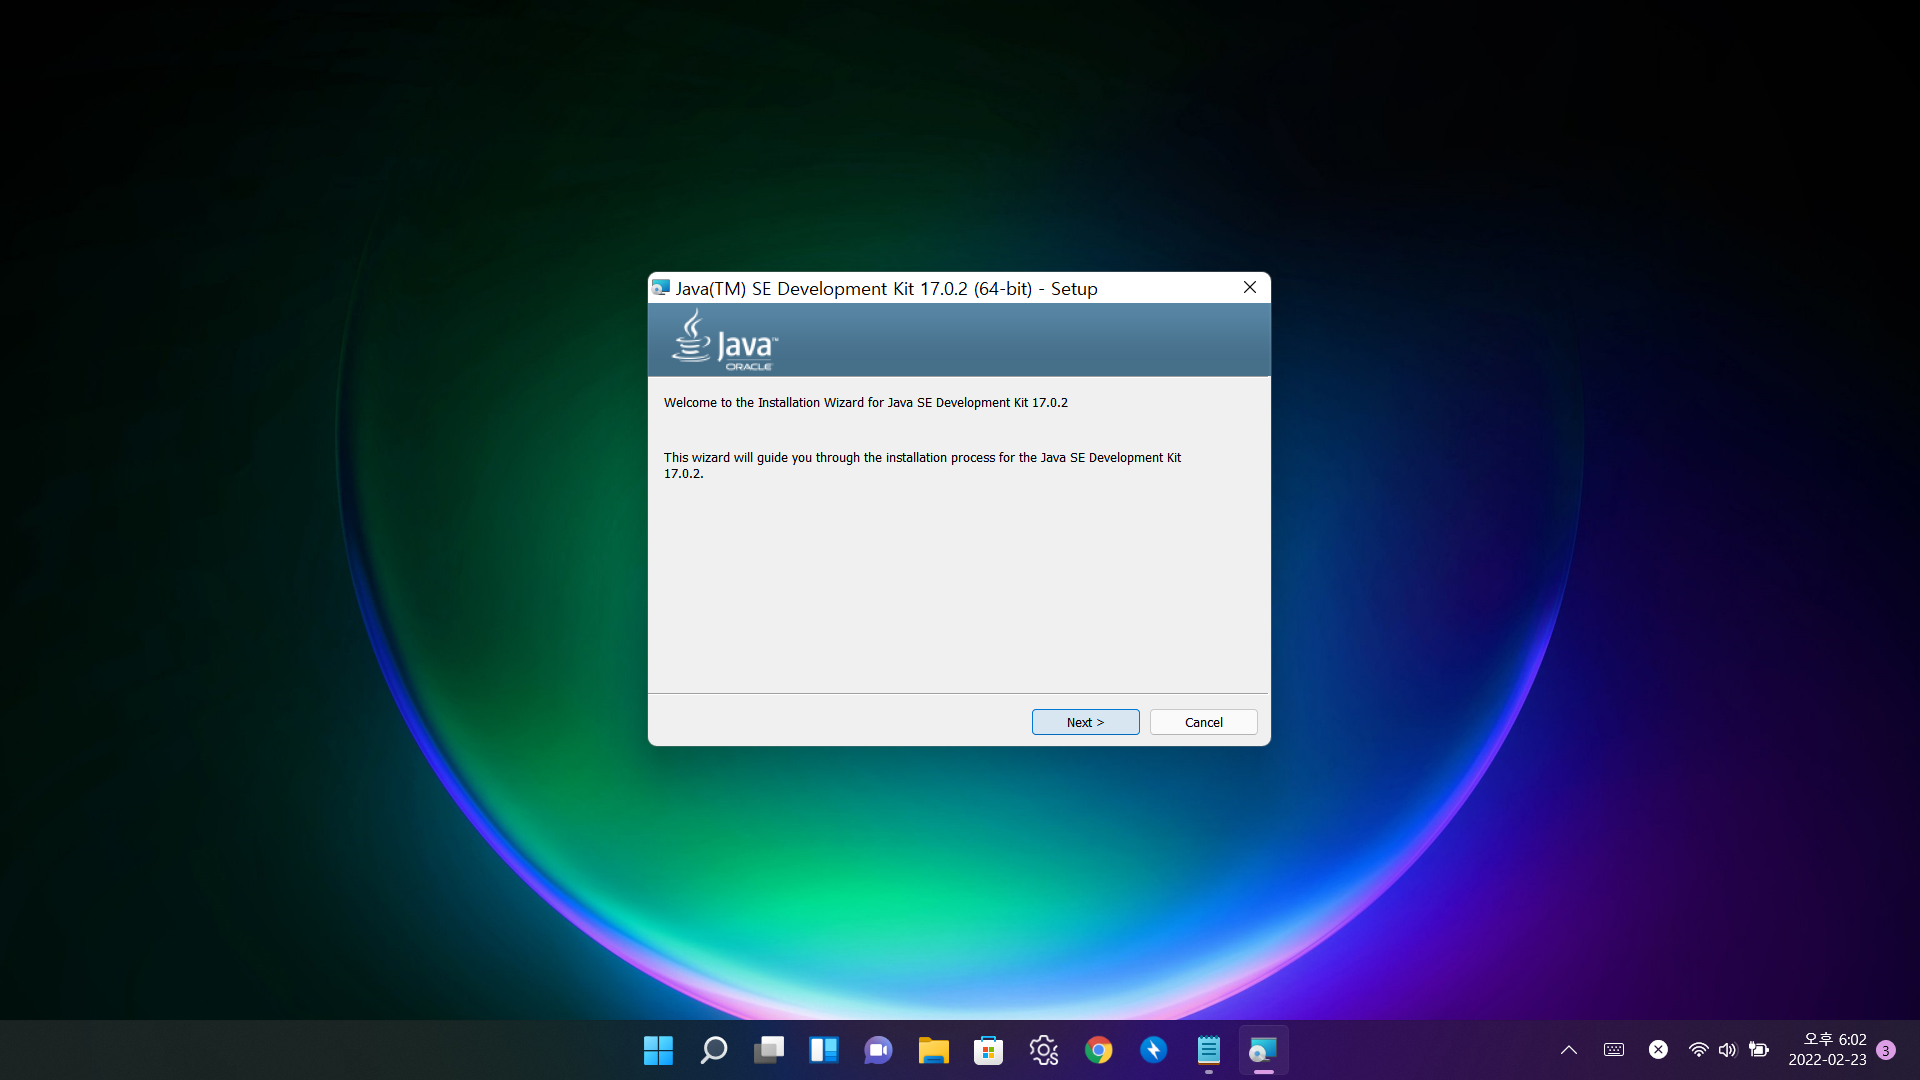 Java(TM) SE Development Kit 17.0.2 (64-bit) - Setup
Java™
ORACLE
Welcome to the Installation Wizard for Java SE Development Kit 17.0.2
This wizard will guide you through the installation process for the Java SE Development Kit
17.0.2.
Next >
Cancel
오후 6:02
2022-02-23
3